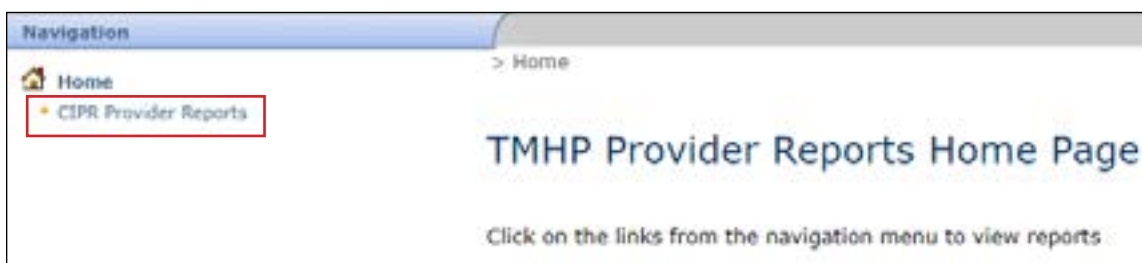 Navigation
Home
CIPR Provider Reports
> Home
TMHP Provider Reports Home Page
Click on the links from the navigation menu to view reports